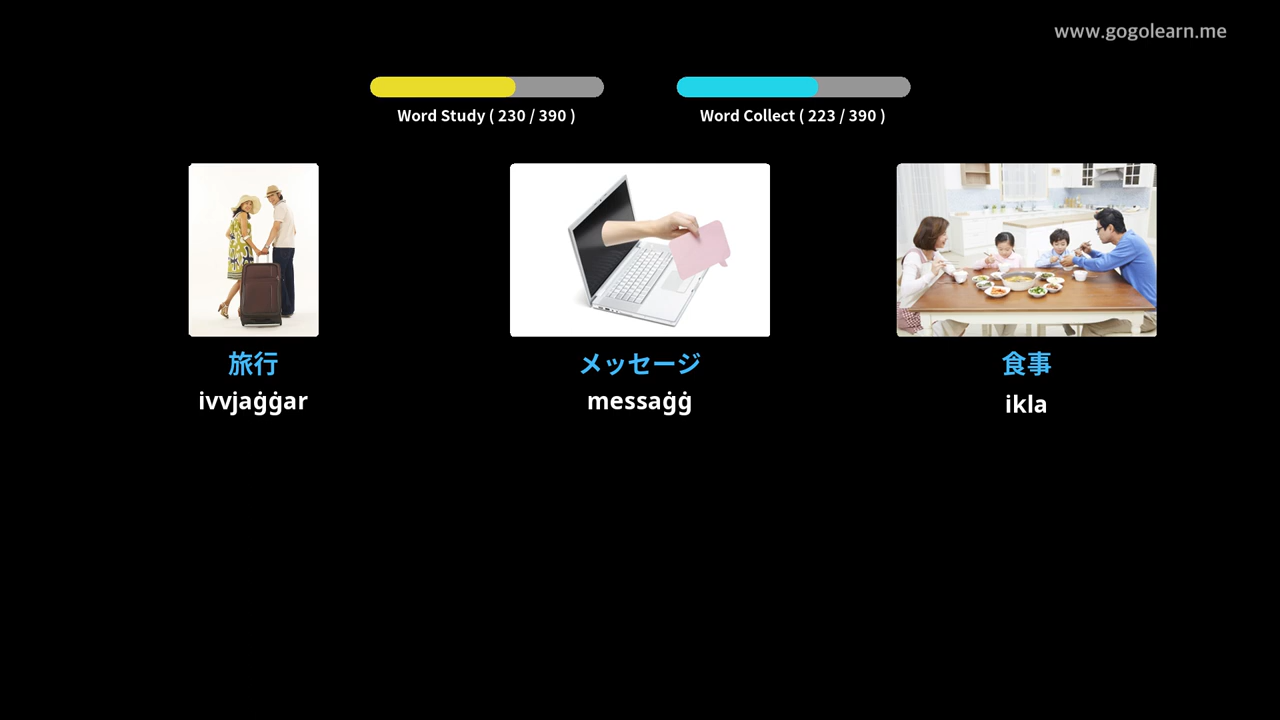 www.gogolearn.me
Word Study ( 230 / 390 )
Word Collect ( 223 / 390 )
旅行
ivvjaġġar
メッセージ
messaġġ
食事
ikla